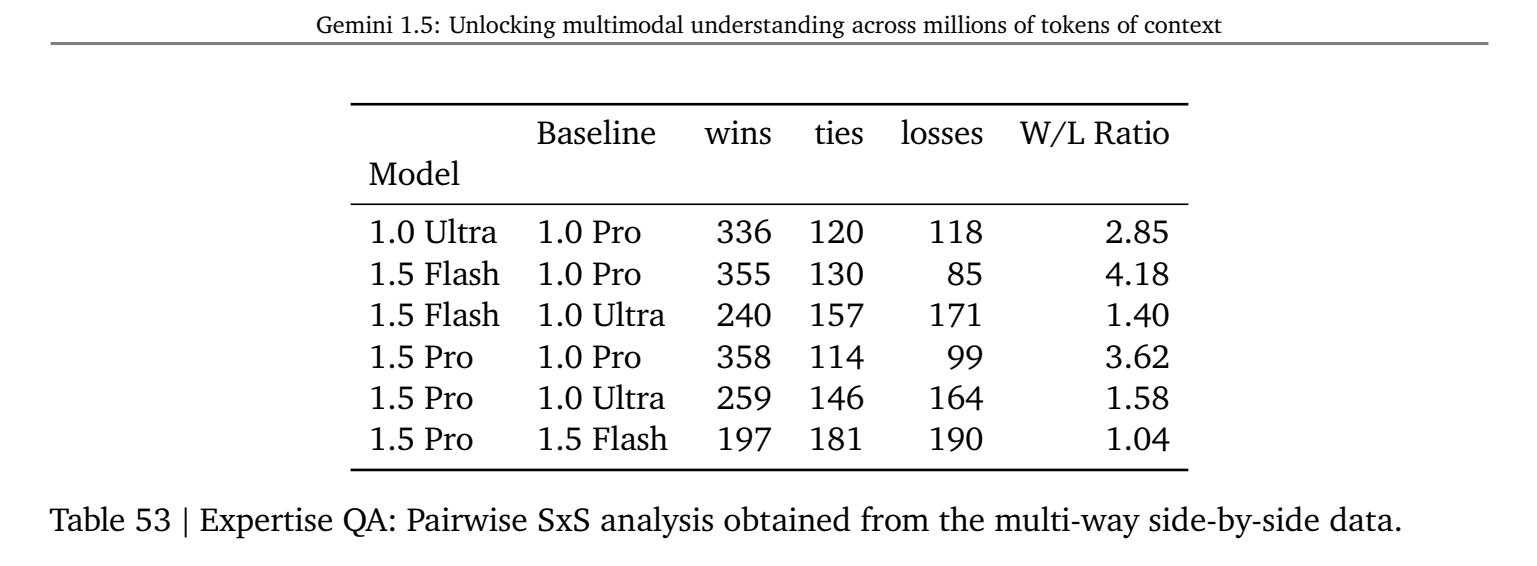 Gemini 1.5: Unlocking multimodal understanding across millions of tokens of context
Baseline wins ties losses W/L Ratio
Model
1.0 Ultra 1.0 Pro 336 120 118 2.85
1.5 Flash 1.0 Pro 355 130 85 4.18
1.5 Flash 1.0 Ultra 240 157 171 1.40
1.5 Pro 1.0 Pro 358 114 99 3.62
1.5 Pro 1.0 Ultra 259 146 164 1.58
1.5 Pro 1.5 Flash 197 181 190 1.04
Table 53 | Expertise QA: Pairwise SxS analysis obtained from the multi-way side-by-side data.